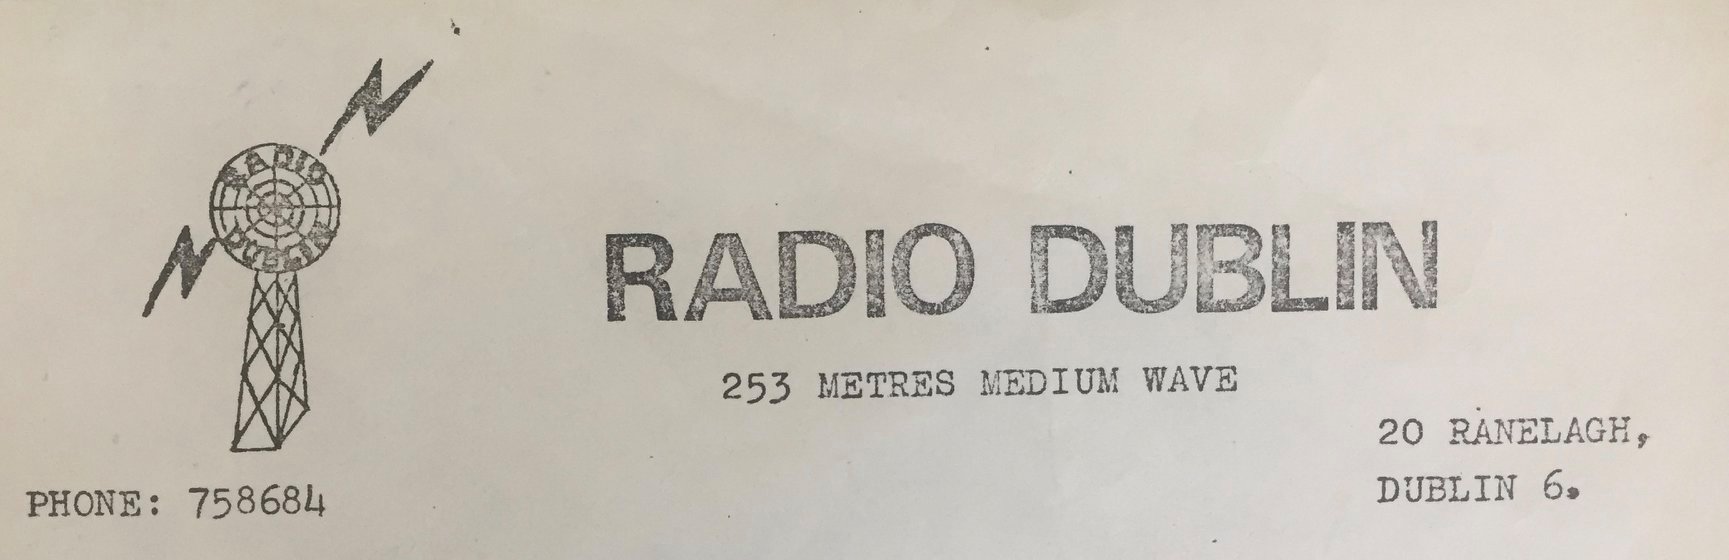 RADIO
DUBLIN
RADIO DUBLIN
253 METRES MEDIUM WAVE
20 RANELAGH,
DUBLIN 6.
PHONE: 758684